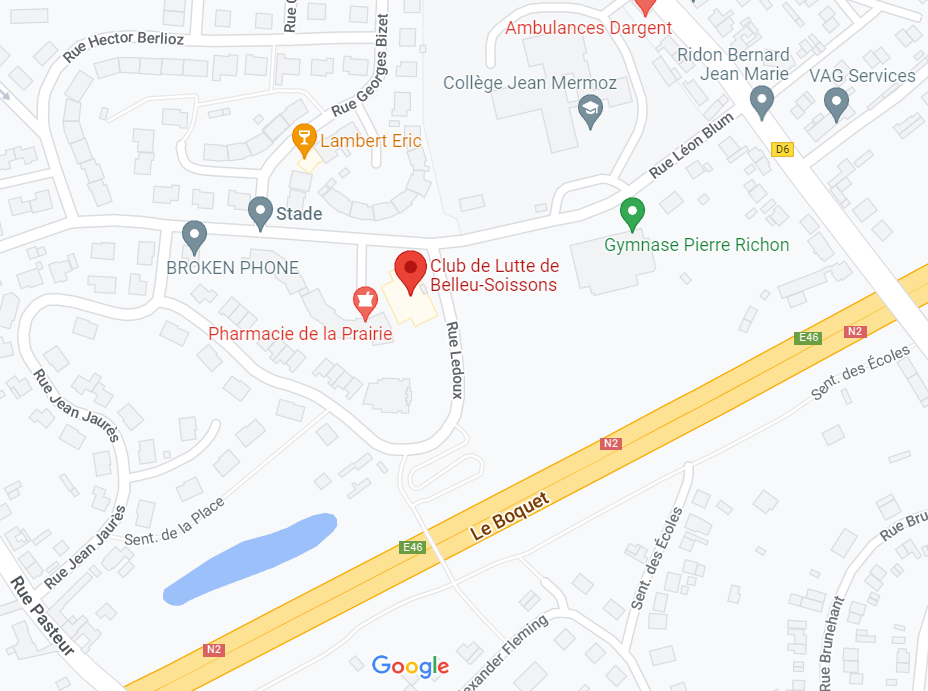 Rue Hector Berlioz
Rue Georges Bizet
Ambulances Dargent
Ridon Bernard
Jean Marie
VAG Services
Collège Jean Mermoz
Lambert Eric
Rue Léon Blum
D6
Stade
BROKEN PHONE
Gymnase Pierre Richon
Club de Lutte de
Belleu-Soissons
Pharmacie de la Prairie
Rue Ledoux
E46
N2
Sent. des Écoles
Rue Jean Jaurès
N2
Le Boquet
Sent. de la Place
E46
Rue Jean Jaurès
Sent. des Écoles
Rue Bru
Rue Pasteur
N2
Rue Brunehant
exander Fleming
Google